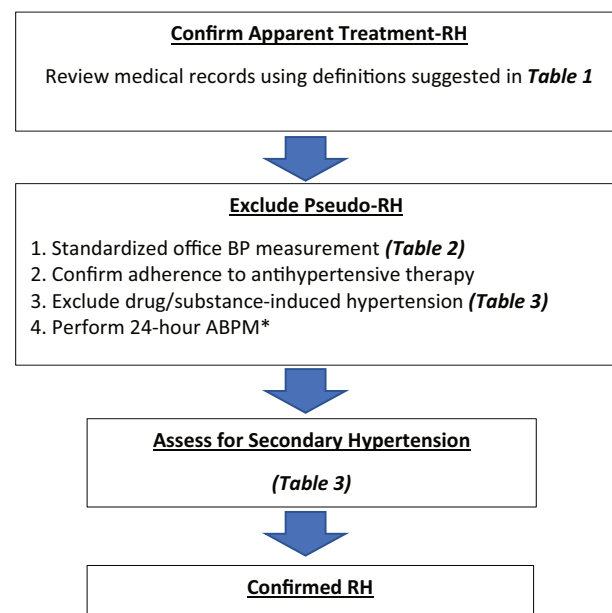 Confirm Apparent Treatment-RH
Review medical records using definitions suggested in Table 1
Exclude Pseudo-RH
1. Standardized office BP measurement (Table 2)
2. Confirm adherence to antihypertensive therapy
3. Exclude drug/substance-induced hypertension (Table 3)
4. Perform 24-hour ABPM*
Assess for Secondary Hypertension
(Table 3)
Confirmed RH